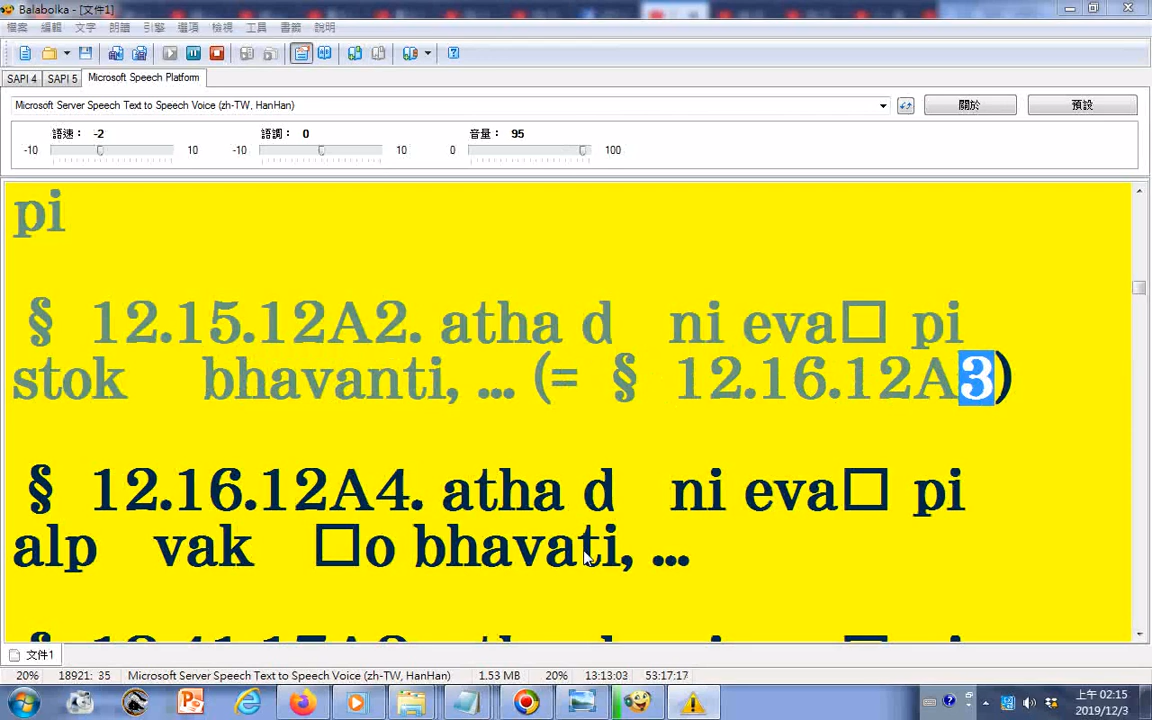 Balabolka - [文件1]
檔案 編輯 文字 朗讀 引擎 選項 檢視 工具 書籤 說明
SAPI 4 SAPI 5 Microsoft Speech Platform
Microsoft Server Speech Text to Speech Voice (zh-TW, HanHan) 關於 預設
語速： -2 語調： 0 音量： 95
-10 10 -10 10 0 100
pi
§ 12.15.12A2. atha d ni eva□ pi
stok bhavanti, ... (= § 12.16.12A3)
§ 12.16.12A4. atha d ni eva□ pi
alp vak □o bhavati, ...
文件1
20% 18921: 35 Microsoft Server Speech Text to Speech Voice (zh-TW, HanHan) 1.53 MB 20% 13:13:03 53:17:17
上午 02:15
2019/12/3